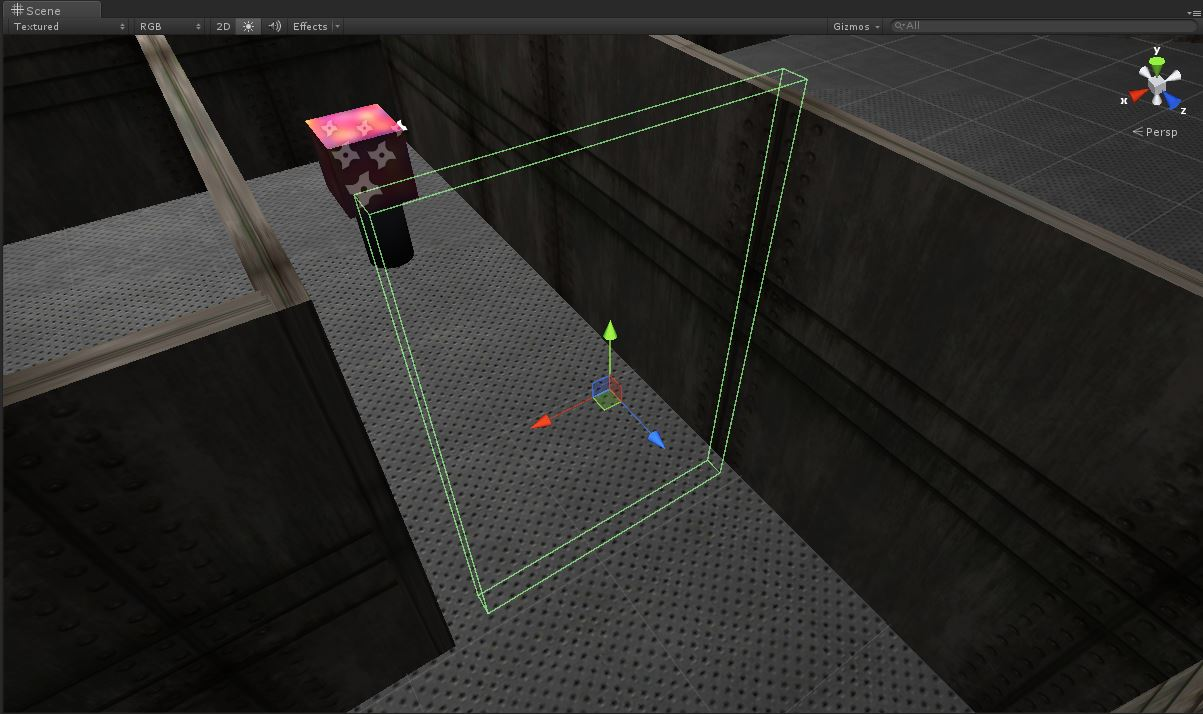 Scene
Textured RGB 2D Effects Gizmos All
y
x
z
Persp